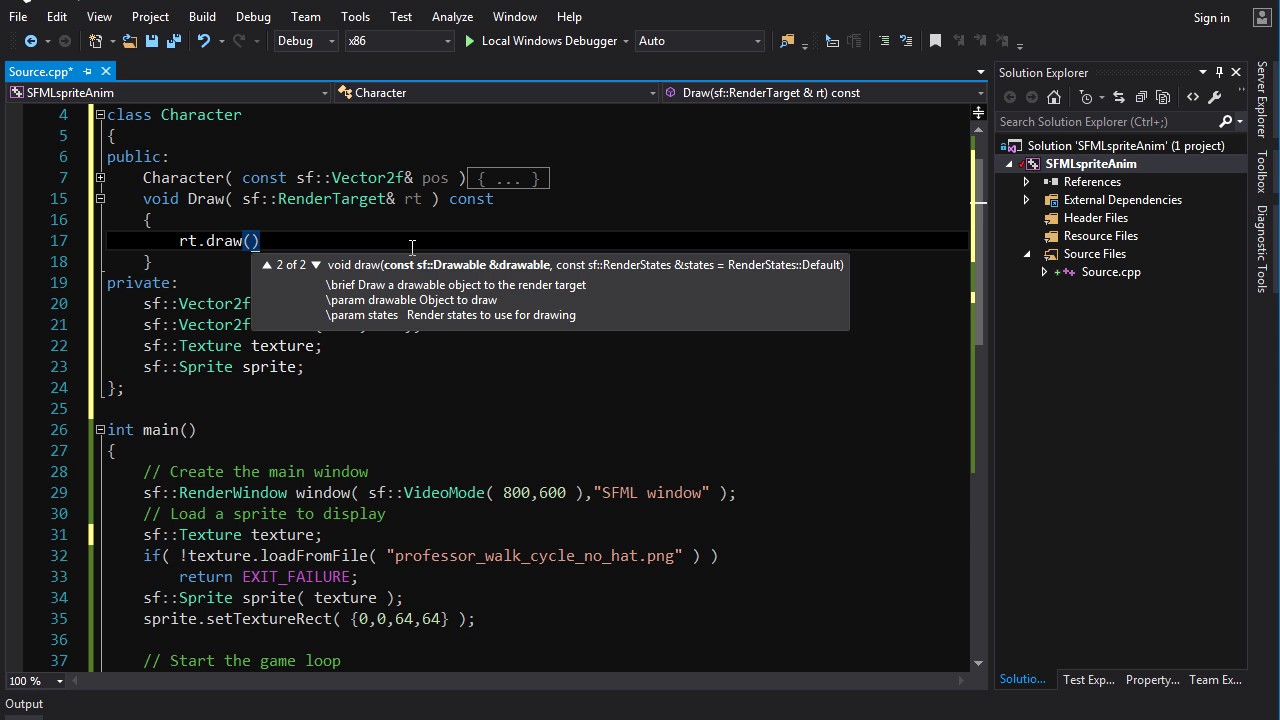 File Edit View Project Build Debug Team Tools Test Analyze Window Help Sign in
Debug x86 Local Windows Debugger Auto
Source.cpp*
SFMLspriteAnim Character Draw(sf::RenderTarget & rt) const
4 class Character
5 {
6 public:
7 Character( const sf::Vector2f& pos ){ ... }
15 void Draw( sf::RenderTarget& rt ) const
16 {
17 rt.draw()
18 }
2 of 2 void draw(const sf::Drawable &drawable, const sf::RenderStates &states = RenderStates::Default)
\brief Draw a drawable object to the render target
\param drawable Object to draw
\param states Render states to use for drawing
19 private:
20 sf::Vector2f
21 sf::Vector2f
22 sf::Texture texture;
23 sf::Sprite sprite;
24 };
25
26 int main()
27 {
28 // Create the main window
29 sf::RenderWindow window( sf::VideoMode( 800,600 ),"SFML window" );
30 // Load a sprite to display
31 sf::Texture texture;
32 if( !texture.loadFromFile( "professor_walk_cycle_no_hat.png" ) )
33 return EXIT_FAILURE;
34 sf::Sprite sprite( texture );
35 sprite.setTextureRect( {0,0,64,64} );
36
37 // Start the game loop
100 %
Output
Solution Explorer
Search Solution Explorer (Ctrl+;)
Solution 'SFMLspriteAnim' (1 project)
SFMLspriteAnim
References
External Dependencies
Header Files
Resource Files
Source Files
Source.cpp
Solutio... Test Exp... Property... Team Ex...
Server Explorer
Toolbox
Diagnostic Tools